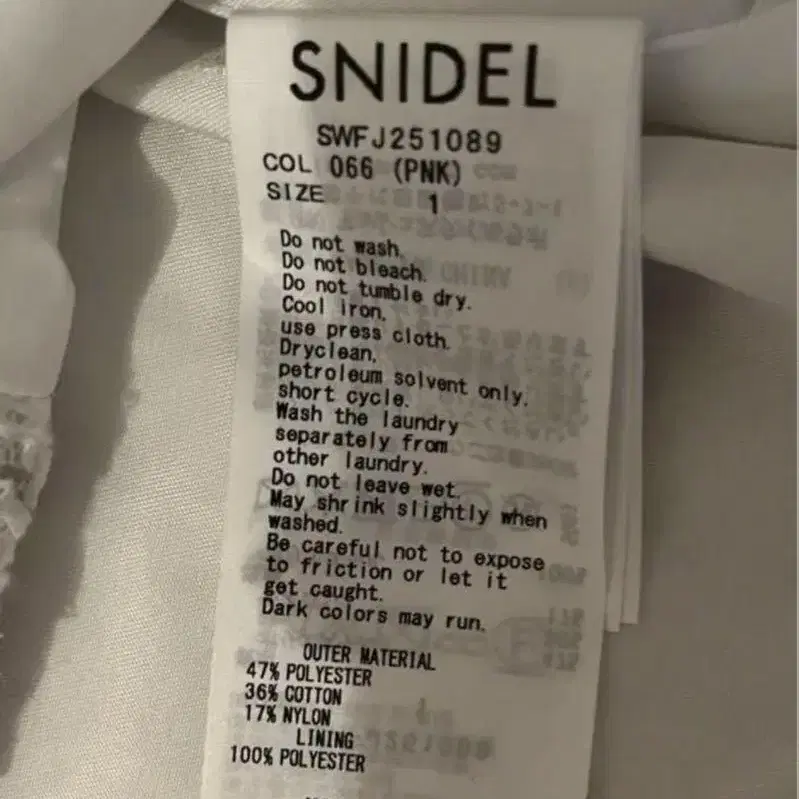 SNIDEL
SWFJ251089
COL 066 (PNK)
SIZE 1
Do not wash.
Do not bleach.
Do not tumble dry.
Cool iron,
use press cloth.
Dryclean,
petroleum solvent only.
short cycle.
Wash the laundry
separately from
other laundry.
Do not leave wet.
May shrink slightly when
washed.
Be careful not to expose
to friction or let it
get caught.
Dark colors may run.
OUTER MATERIAL
47% POLYESTER
36% COTTON
17% NYLON
LINING
100% POLYESTER